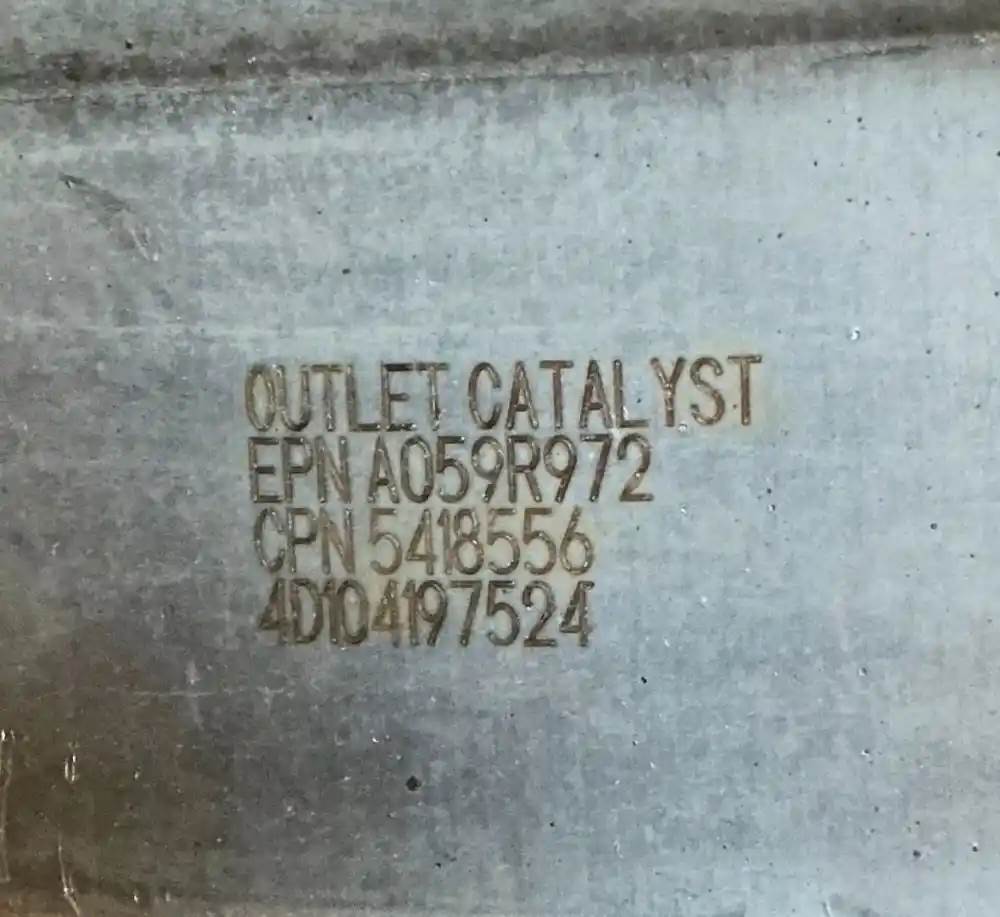 OUTLET CATALYST
EPN A059R972
CPN 5418556
4D104197524